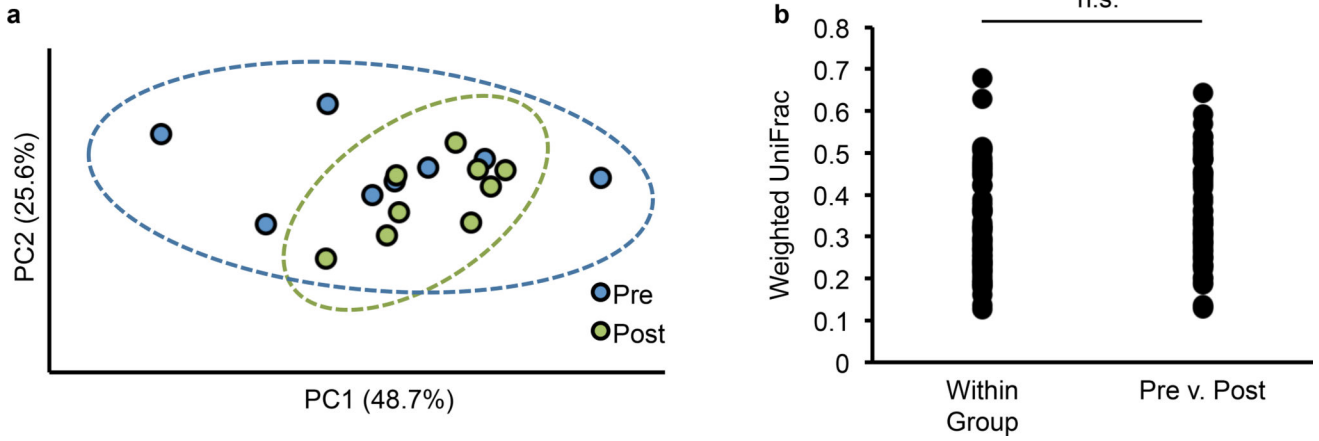 a
PC2 (25.6%)
Pre
Post
PC1 (48.7%)
b
n.s.
Weighted UniFrac
0.8
0.7
0.6
0.5
0.4
0.3
0.2
0.1
0
Within
Group
Pre v. Post